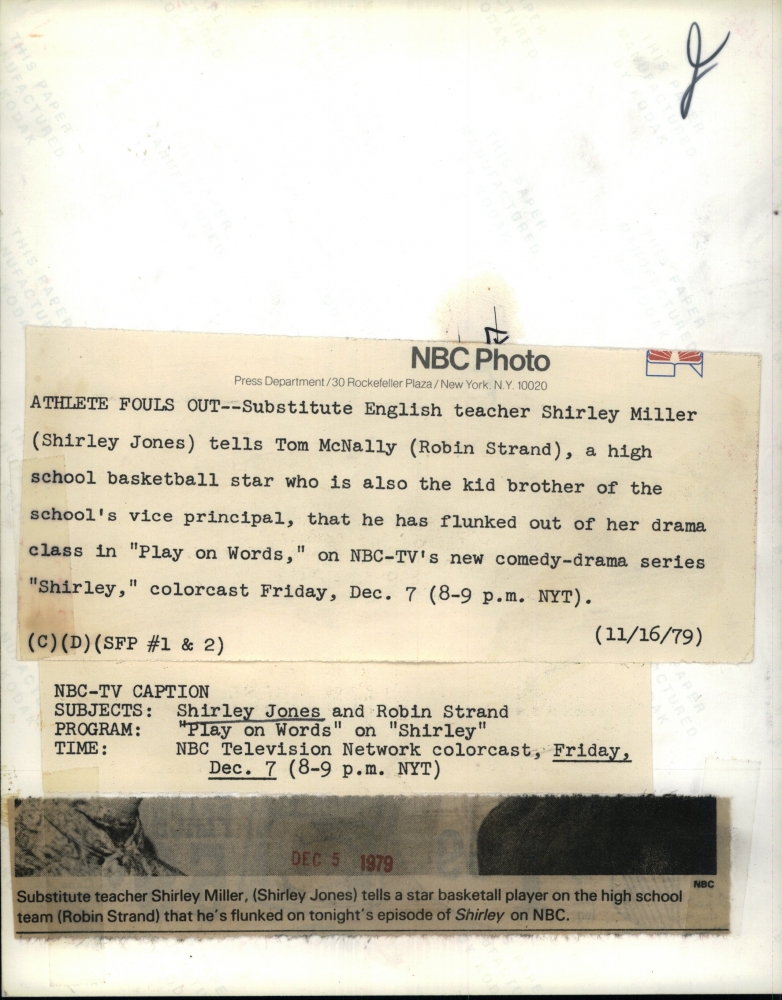 THIS PAPER
MANUFACTURED
BY KODAK
NBC Photo
Press Department/30 Rockefeller Plaza/New York, N.Y. 10020
ATHLETE FOULS OUT--Substitute English teacher Shirley Miller
(Shirley Jones) tells Tom McNally (Robin Strand), a high
school basketball star who is also the kid brother of the
school's vice principal, that he has flunked out of her drama
class in "Play on Words," on NBC-TV's new comedy-drama series
"Shirley," colorcast Friday, Dec. 7 (8-9 p.m. NYT).
(C)(D)(SFP #1 & 2) (11/16/79)
NBC-TV CAPTION
SUBJECTS: Shirley Jones and Robin Strand
PROGRAM: "Play on Words" on "Shirley"
TIME: NBC Television Network colorcast, Friday,
Dec. 7 (8-9 p.m. NYT)
DEC 5 1979
NBC
Substitute teacher Shirley Miller, (Shirley Jones) tells a star basketall player on the high school
team (Robin Strand) that he's flunked on tonight's episode of Shirley on NBC.